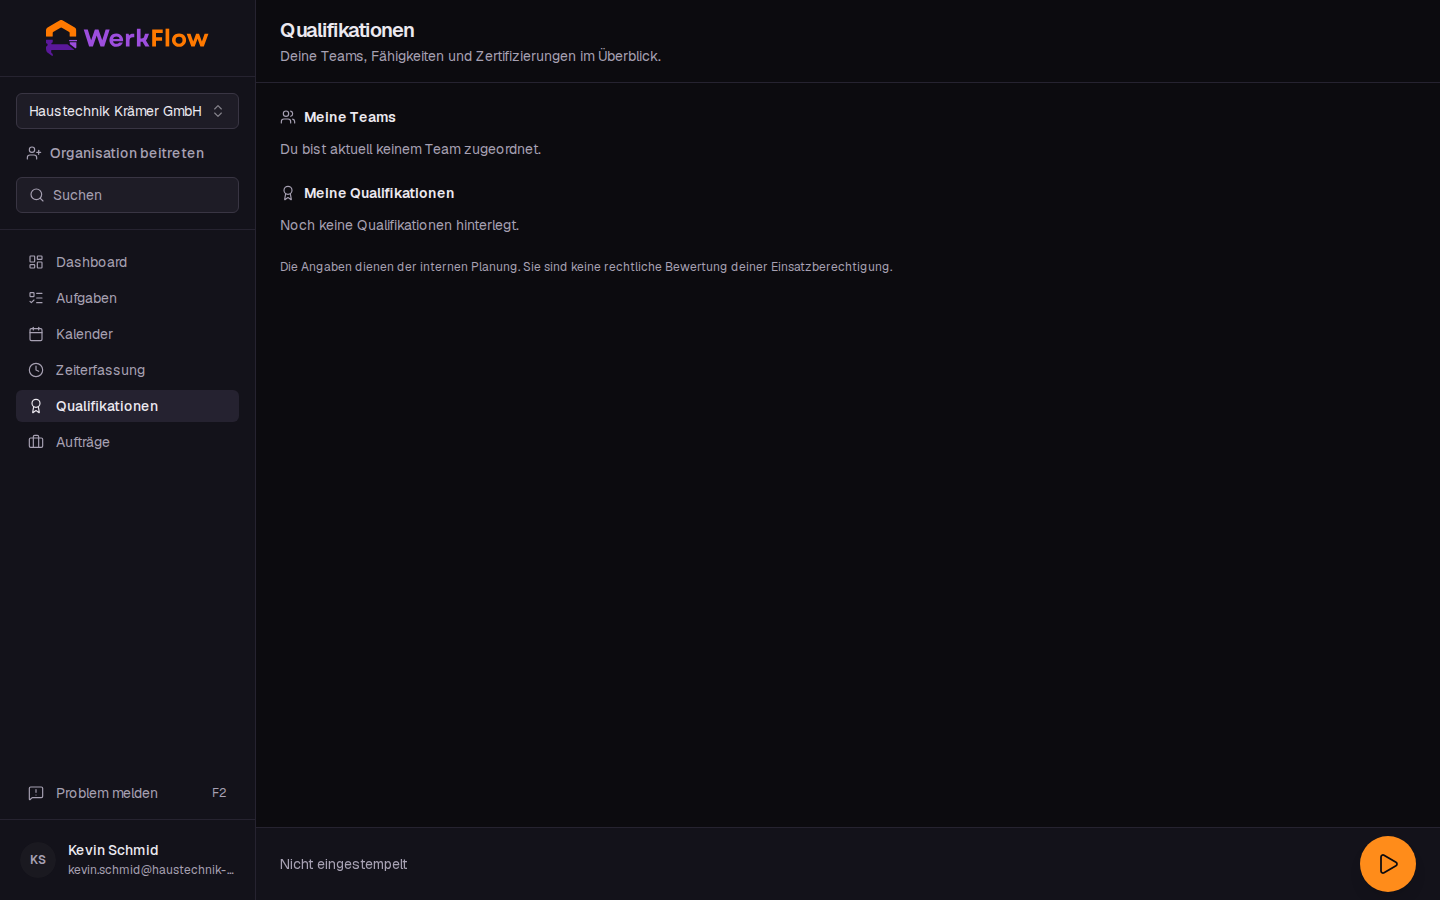 WerkFlow
Haustechnik Krämer GmbH
Organisation beitreten
Suchen
Dashboard
Aufgaben
Kalender
Zeiterfassung
Qualifikationen
Aufträge
Problem melden F2
KS
Kevin Schmid
kevin.schmid@haustechnik-...
Qualifikationen
Deine Teams, Fähigkeiten und Zertifizierungen im Überblick.
Meine Teams
Du bist aktuell keinem Team zugeordnet.
Meine Qualifikationen
Noch keine Qualifikationen hinterlegt.
Die Angaben dienen der internen Planung. Sie sind keine rechtliche Bewertung deiner Einsatzberechtigung.
Nicht eingestempelt